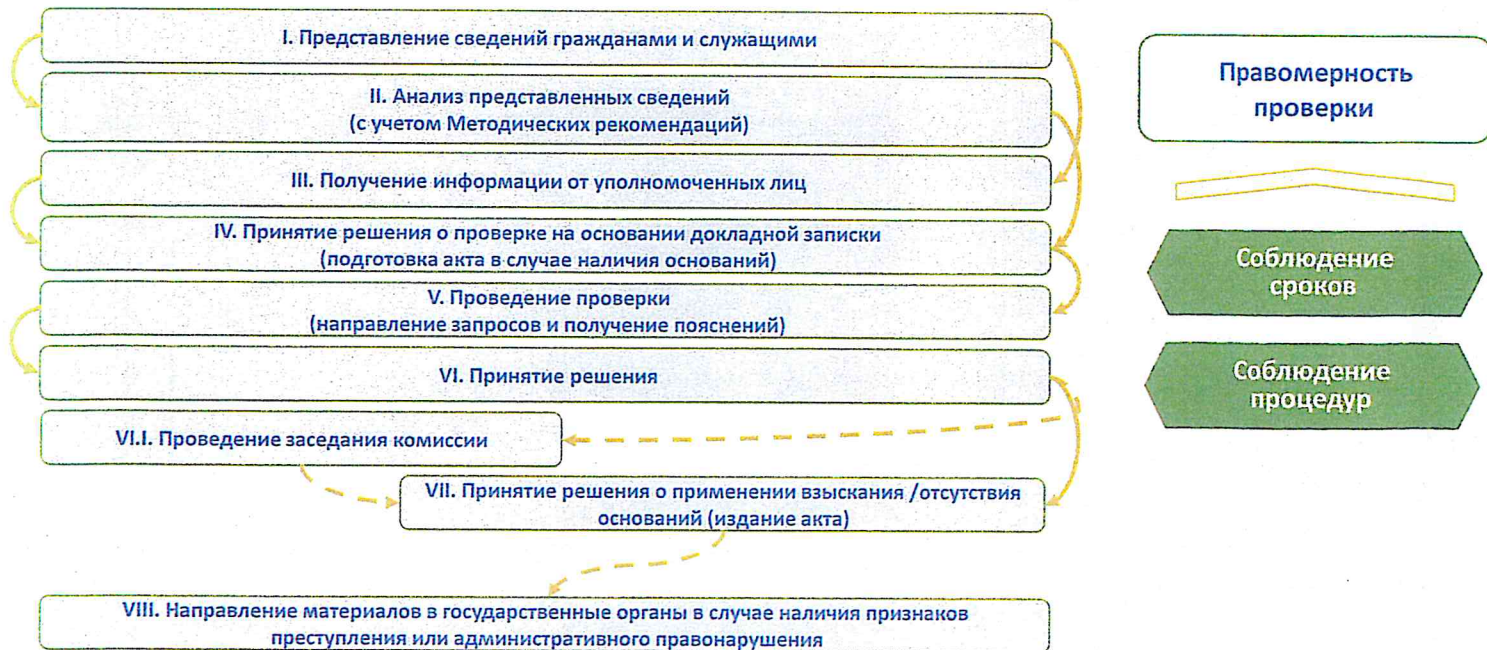 I. Представление сведений гражданами и служащими
II. Анализ представленных сведений
(с учетом Методических рекомендаций)
III. Получение информации от уполномоченных лиц
IV. Принятие решения о проверке на основании докладной записки
(подготовка акта в случае наличия оснований)
V. Проведение проверки
(направление запросов и получение пояснений)
VI. Принятие решения
VI.I. Проведение заседания комиссии
VII. Принятие решения о применении взыскания /отсутствия
оснований (издание акта)
VIII. Направление материалов в государственные органы в случае наличия признаков
преступления или административного правонарушения
Правомерность
проверки
Соблюдение
сроков
Соблюдение
процедур